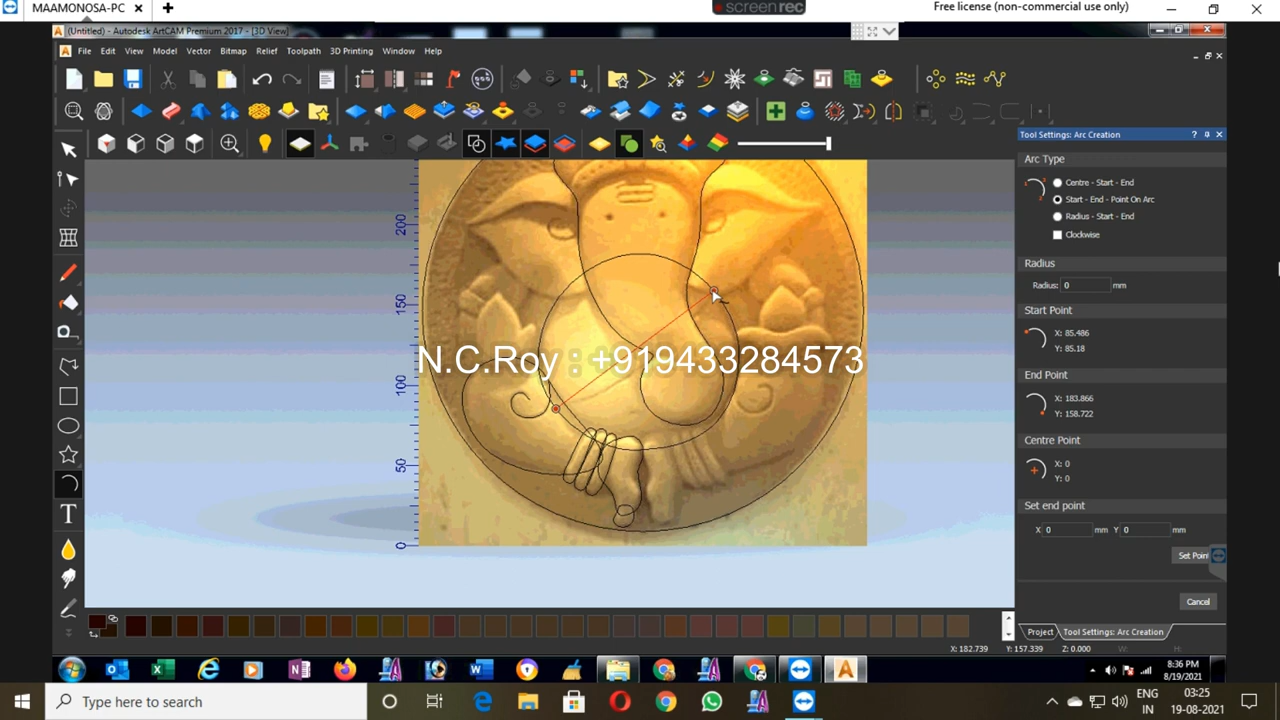 MAAMONOSA-PC
screenrec
Free license (non-commercial use only)
(Untitled) - Autodesk ArtCAM Premium 2017 - [3D View]
File Edit View Model Vector Bitmap Relief Toolpath 3D Printing Window Help
Tool Settings: Arc Creation
Arc Type
Centre - Start - End
Start - End - Point On Arc
Radius - Start - End
Clockwise
Radius
Radius: 0 mm
Start Point
X: 85.486
Y: 85.18
End Point
X: 183.866
Y: 158.722
Centre Point
X: 0
Y: 0
Set end point
X 0 mm Y 0 mm
Set Poin
Cancel
Project
Tool Settings: Arc Creation
200
150
100
50
0
N.C.Roy : +919433284573
T
X: 182.739 Y: 157.339 Z: 0.000 W: H:
8:36 PM
8/19/2021
Type here to search
ENG
IN
03:25
19-08-2021